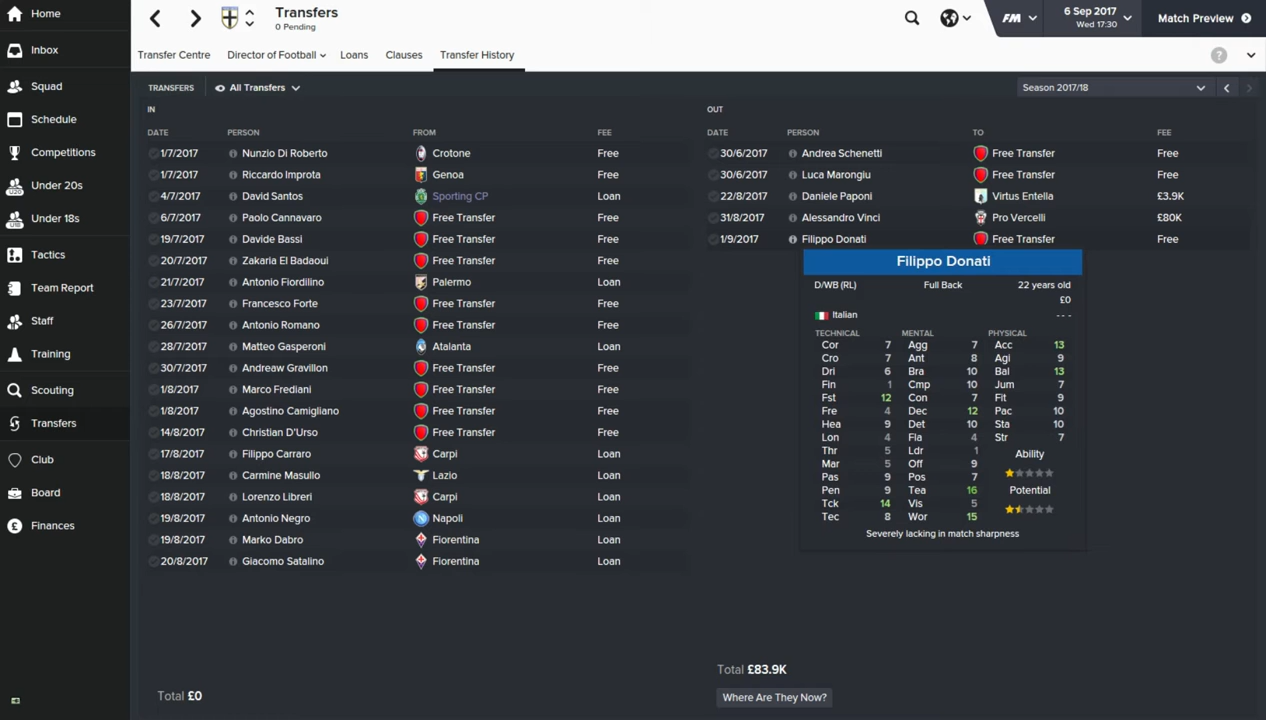 Home
Inbox
Squad
Schedule
Competitions
Under 20s
Under 18s
Tactics
Team Report
Staff
Training
Scouting
Transfers
Club
Board
Finances
Transfers
0 Pending
FM
6 Sep 2017
Wed 17:30
Match Preview
Transfer Centre Director of Football Loans Clauses Transfer History
TRANSFERS All Transfers Season 2017/18
IN
DATE PERSON FROM FEE
1/7/2017 Nunzio Di Roberto Crotone Free
1/7/2017 Riccardo Improta Genoa Free
4/7/2017 David Santos Sporting CP Loan
6/7/2017 Paolo Cannavaro Free Transfer Free
19/7/2017 Davide Bassi Free Transfer Free
20/7/2017 Zakaria El Badaoui Free Transfer Free
21/7/2017 Antonio Fiordilino Palermo Loan
23/7/2017 Francesco Forte Free Transfer Free
26/7/2017 Antonio Romano Free Transfer Free
28/7/2017 Matteo Gasperoni Atalanta Loan
30/7/2017 Andreaw Gravillon Free Transfer Free
1/8/2017 Marco Frediani Free Transfer Free
1/8/2017 Agostino Camigliano Free Transfer Free
14/8/2017 Christian D'Urso Free Transfer Free
17/8/2017 Filippo Carraro Carpi Loan
18/8/2017 Carmine Masullo Lazio Loan
18/8/2017 Lorenzo Libreri Carpi Loan
19/8/2017 Antonio Negro Napoli Loan
19/8/2017 Marko Dabro Fiorentina Loan
20/8/2017 Giacomo Satalino Fiorentina Loan
Total £0
OUT
DATE PERSON TO FEE
30/6/2017 Andrea Schenetti Free Transfer Free
30/6/2017 Luca Marongiu Free Transfer Free
22/8/2017 Daniele Paponi Virtus Entella £3.9K
31/8/2017 Alessandro Vinci Pro Vercelli £80K
1/9/2017 Filippo Donati Free Transfer Free
Filippo Donati
D/WB (RL) Full Back 22 years old
£0
Italian - - -
TECHNICAL MENTAL PHYSICAL
Cor 7 Agg 7 Acc 13
Cro 7 Ant 8 Agi 9
Dri 6 Bra 10 Bal 13
Fin 1 Cmp 10 Jum 7
Fst 12 Con 7 Fit 9
Fre 4 Dec 12 Pac 10
Hea 9 Det 10 Sta 10
Lon 4 Fla 4 Str 7
Thr 5 Ldr 1 Ability
Mar 5 Off 9
Pas 9 Pos 7
Pen 9 Tea 16 Potential
Tck 14 Vis 5
Tec 8 Wor 15
Severely lacking in match sharpness
Total £83.9K
Where Are They Now?